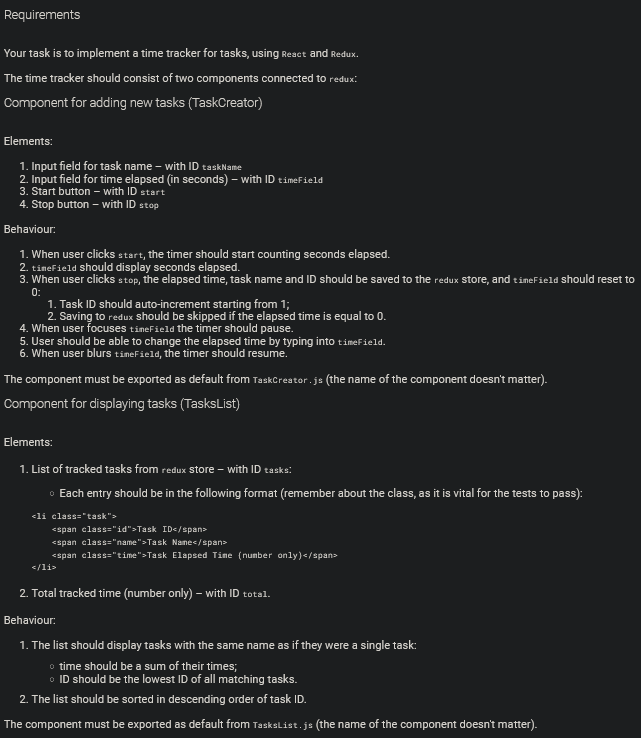 Requirements
Your task is to implement a time tracker for tasks, using React and Redux.
The time tracker should consist of two components connected to redux:
Component for adding new tasks (TaskCreator)
Elements:
1. Input field for task name – with ID taskName
2. Input field for time elapsed (in seconds) – with ID timeField
3. Start button – with ID start
4. Stop button – with ID stop
Behaviour:
1. When user clicks start, the timer should start counting seconds elapsed.
2. timeField should display seconds elapsed.
3. When user clicks stop, the elapsed time, task name and ID should be saved to the redux store, and timeField should reset to
0:
1. Task ID should auto-increment starting from 1;
2. Saving to redux should be skipped if the elapsed time is equal to 0.
4. When user focuses timeField the timer should pause.
5. User should be able to change the elapsed time by typing into timeField.
6. When user blurs timeField, the timer should resume.
The component must be exported as default from TaskCreator.js (the name of the component doesn't matter).
Component for displaying tasks (TasksList)
Elements:
1. List of tracked tasks from redux store – with ID tasks:
○ Each entry should be in the following format (remember about the class, as it is vital for the tests to pass):
<li class="task">
<span class="id">Task ID</span>
<span class="name">Task Name</span>
<span class="time">Task Elapsed Time (number only)</span>
</li>
2. Total tracked time (number only) – with ID total.
Behaviour:
1. The list should display tasks with the same name as if they were a single task:
○ time should be a sum of their times;
○ ID should be the lowest ID of all matching tasks.
2. The list should be sorted in descending order of task ID.
The component must be exported as default from TasksList.js (the name of the component doesn't matter).